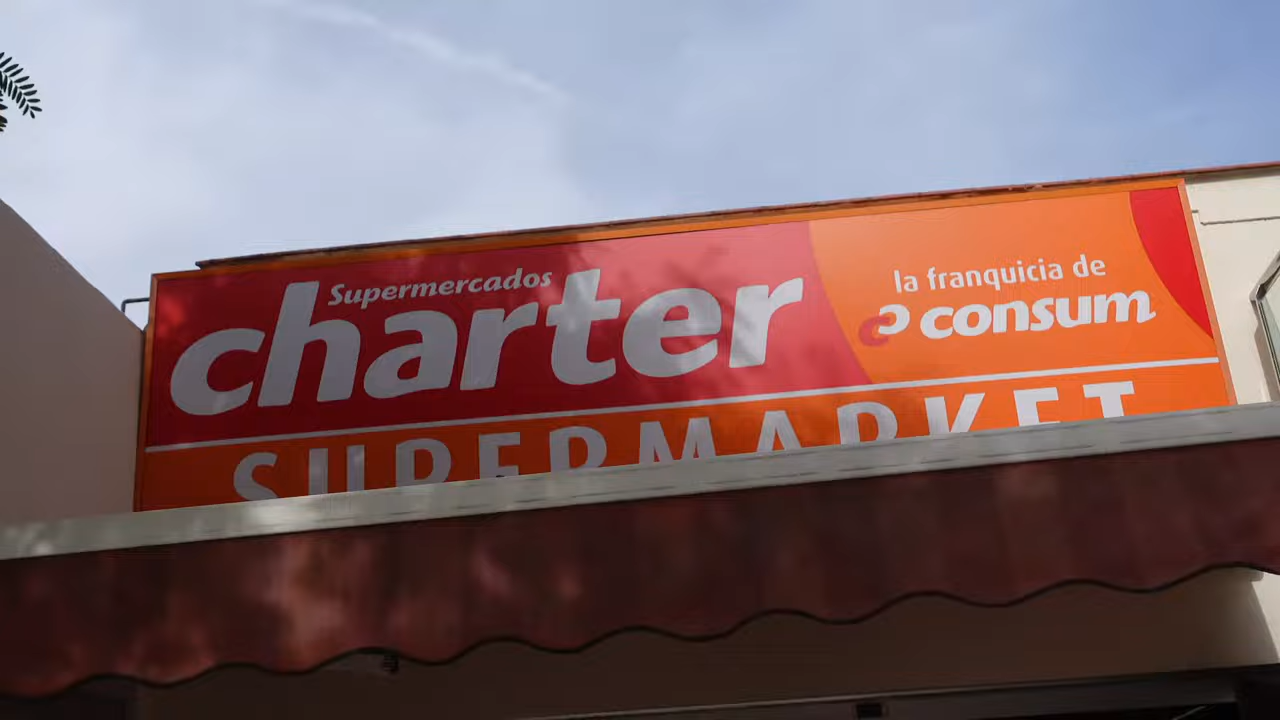 Supermercados
charter
la franquicia de
consum
SUPERMARKET